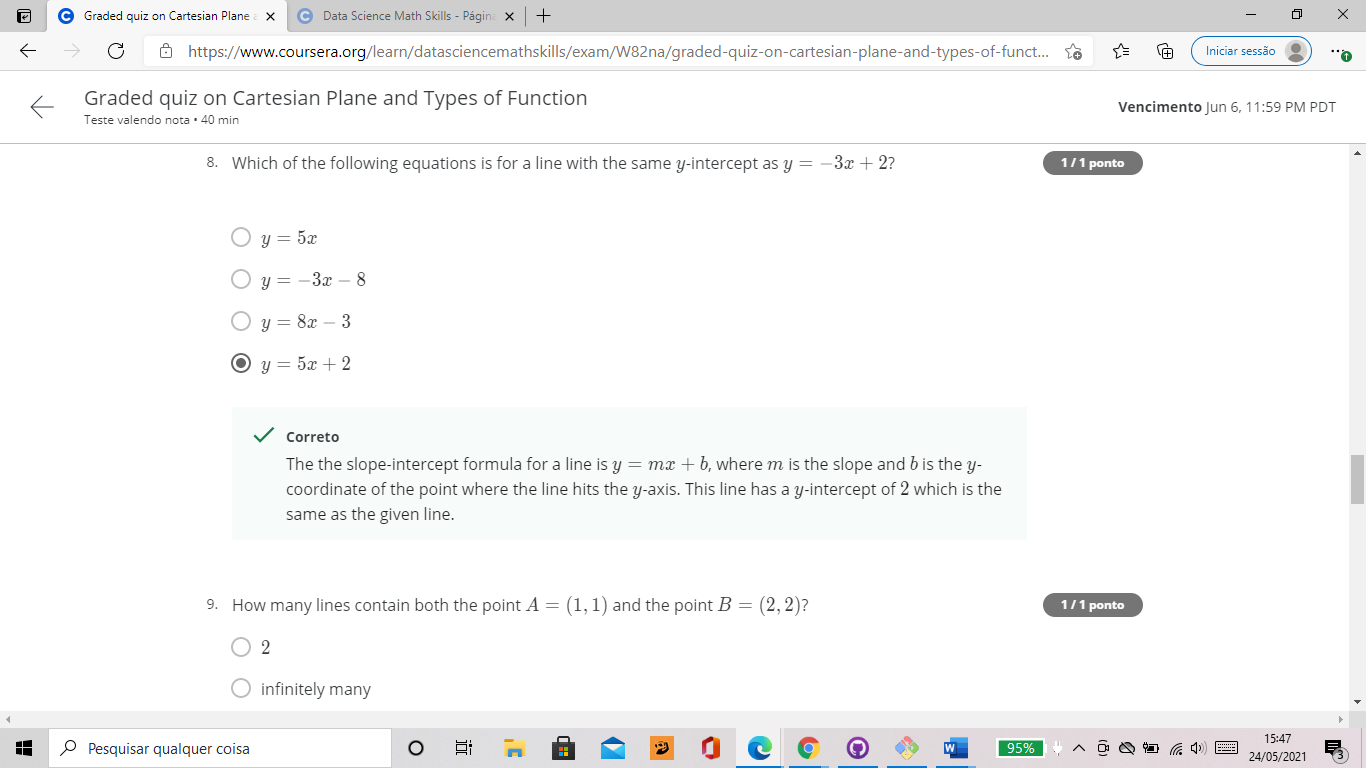 Graded quiz on Cartesian Plane a
Data Science Math Skills - Págin
https://www.coursera.org/learn/datasciencemathskills/exam/W82na/graded-quiz-on-cartesian-plane-and-types-of-funct...
Iniciar sessão
Graded quiz on Cartesian Plane and Types of Function
Teste valendo nota • 40 min
Vencimento Jun 6, 11:59 PM PDT
8. Which of the following equations is for a line with the same y-intercept as y = −3x + 2?
1 / 1 ponto
y = 5x
y = −3x − 8
y = 8x − 3
y = 5x + 2
Correto
The the slope-intercept formula for a line is y = mx + b, where m is the slope and b is the y-
coordinate of the point where the line hits the y-axis. This line has a y-intercept of 2 which is the
same as the given line.
9. How many lines contain both the point A = (1, 1) and the point B = (2, 2)?
1 / 1 ponto
2
infinitely many
Pesquisar qualquer coisa
95%
15:47
24/05/2021
3